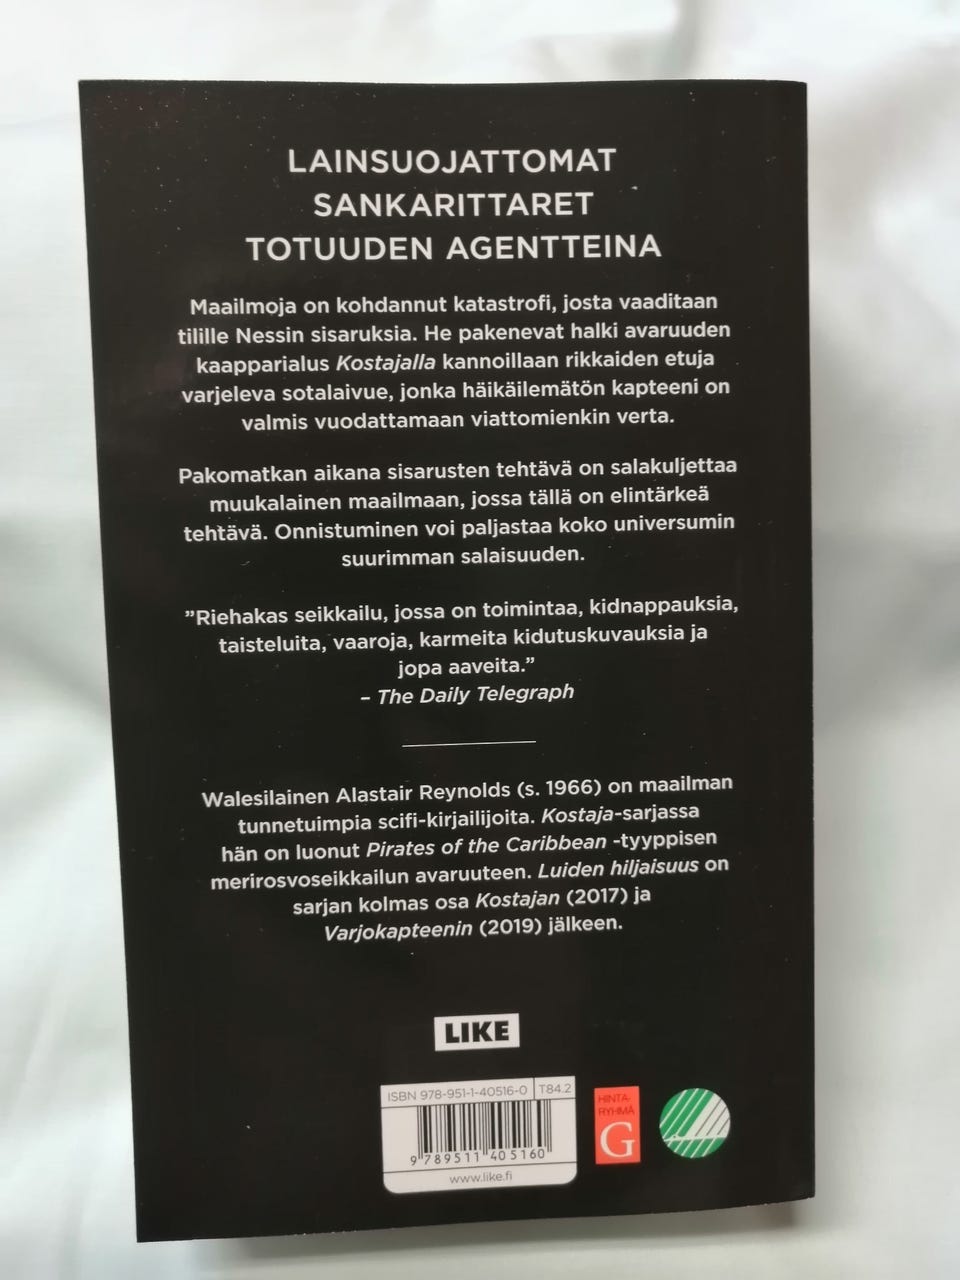 LAINSUOJATTOMAT
SANKARITTARET
TOTUUDEN AGENTTEINA
Maailmoja on kohdannut katastrofi, josta vaaditaan
tilille Nessin sisaruksia. He pakenevat halki avaruuden
kaapparialus Kostajalla kannoillaan rikkaiden etuja
varjeleva sotalaivue, jonka häikäilemätön kapteeni on
valmis vuodattamaan viattomienkin verta.
Pakomatkan aikana sisarusten tehtävä on salakuljettaa
muukalainen maailmaan, jossa tällä on elintärkeä
tehtävä. Onnistuminen voi paljastaa koko universumin
suurimman salaisuuden.
”Riehakas seikkailu, jossa on toimintaa, kidnappauksia,
taisteluita, vaaroja, karmeita kidutuskuvauksia ja
jopa aaveita.”
– The Daily Telegraph
Walesilainen Alastair Reynolds (s. 1966) on maailman
tunnetuimpia scifi-kirjailijoita. Kostaja-sarjassa
hän on luonut Pirates of the Caribbean -tyyppisen
merirosvoseikkailun avaruuteen. Luiden hiljaisuus on
sarjan kolmas osa Kostajan (2017) ja
Varjokapteenin (2019) jälkeen.
LIKE
ISBN 978-951-1-40516-0 T84.2
9 789511 405160
www.like.fi
HINTA-
RYHMÄ
G